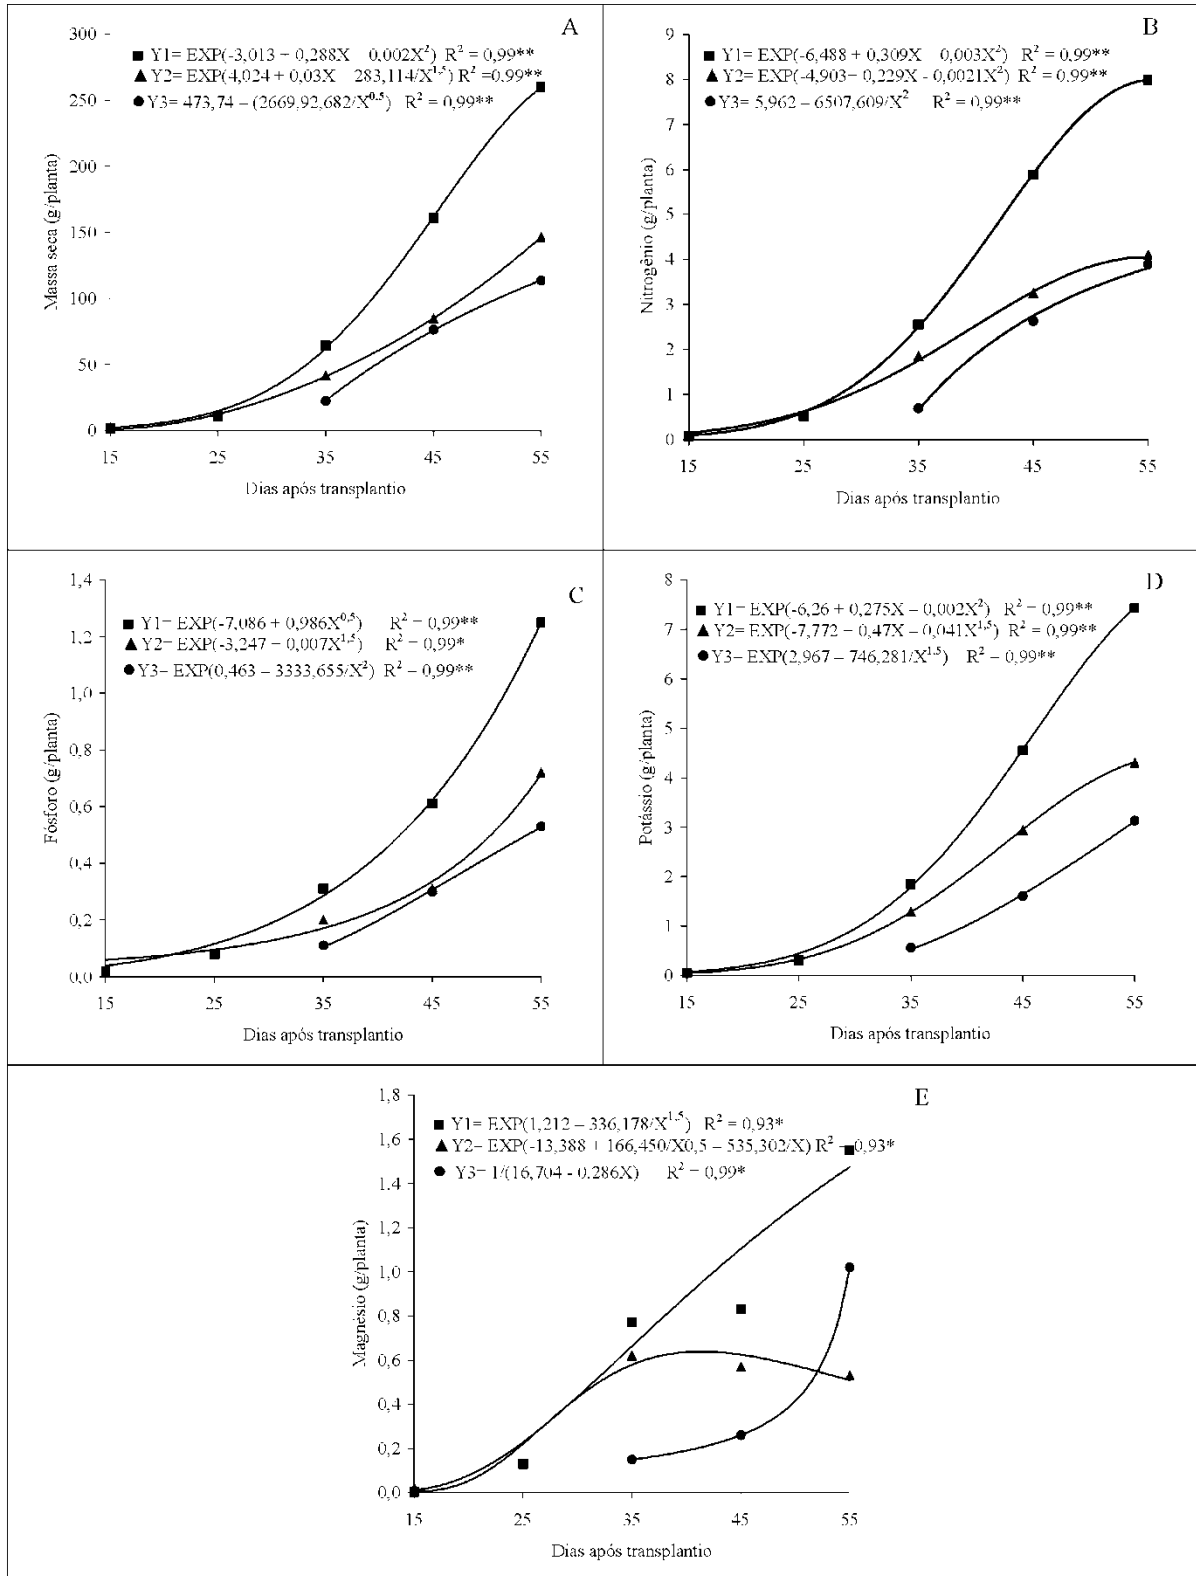 A
300
Y1= EXP(-3,013 + 0,288X 0,002X²) R² = 0,99**
Y2= EXP(4,024 + 0,03X 283,114/X^1,5) R² =0,99**
250
Y3= 473,74 – (2669,92,682/X^0,5) R² = 0,99**
200
150
100
50
0
15 25 35 45 55
Massa seca (g/planta)
Dias após transplantio
B
9
Y1= EXP(-6,488 + 0,309X 0,003X²) R² = 0,99**
8
Y2= EXP(-4,903– 0,229X - 0,0021X²) R² = 0,99**
Y3= 5,962 – 6507,609/X² R² = 0,99**
7
6
5
4
3
2
1
0
15 25 35 45 55
Nitrogênio (g/planta)
Dias após transplantio
C
1,4
Y1= EXP(-7,086 + 0,986X^0,5) R² – 0,99**
1,2
Y2= EXP(-3,247 – 0,007X^1,5) R² = 0,99*
Y3– EXP(0,463 – 3333,655/X²) R² – 0,99**
1,0
0,8
0,6
0,4
0,2
0,0
15 25 35 45 55
Fósforo (g/planta)
Dias após transplantio
D
8
Y1= EXP(-6,26 + 0,275X – 0,002X²) R² = 0,99**
7
Y2= EXP(-7,772 – 0,47X – 0,041X^1,5) R² = 0,99**
Y3– EXP(2,967 – 746,281/X^1,5) R² – 0,99**
6
5
4
3
2
1
0
15 25 35 45 55
Potássio (g/planta)
Dias após transplantio
E
1,8
Y1= EXP(1,212 – 336,178/X^1,5) R² = 0,93*
1,6
Y2= EXP(-13,388 + 166,450/X0,5 – 535,302/X) R² – 0,93*
Y3= 1/(16,704 - 0,286X) R² = 0,99*
1,4
1,2
1,0
0,8
0,6
0,4
0,2
0,0
15 25 35 45 55
Magnésio (g/planta)
Dias após transplantio